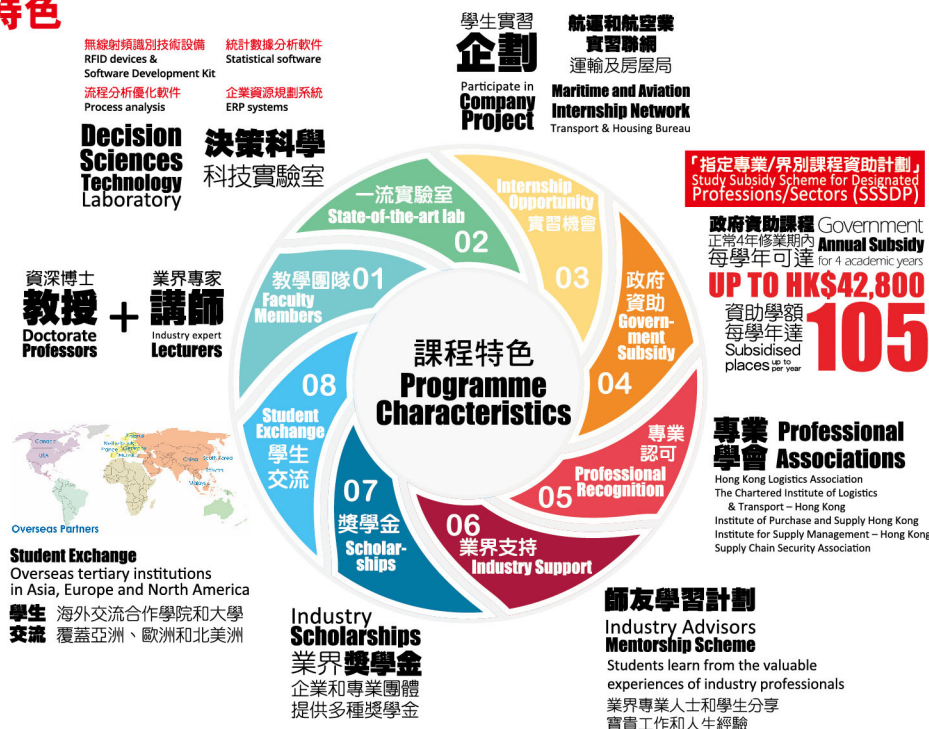 特色
無線射頻識別技術設備
RFID devices &
Software Development Kit
統計數據分析軟件
Statistical software
流程分析優化軟件
Process analysis
企業資源規劃系統
ERP systems
Decision
Sciences
Technology
Laboratory
決策科學
科技實驗室
學生實習
企劃
Participate in
Company
Project
航運和航空業
實習聯網
運輸及房屋局
Maritime and Aviation
Internship Network
Transport & Housing Bureau
「指定專業/界別課程資助計劃」
Study Subsidy Scheme for Designated
Professions/Sectors (SSSDP)
政府資助課程 Government
正常4年修業期內 Annual Subsidy
每學年可達 for 4 academic years
UP TO HK$42,800
資助學額
每學年達
Subsidised
places up to per year
105
資深博士
教授
Doctorate
Professors
+
業界專家
講師
Industry expert
Lecturers
教學團隊 01
Faculty
Members
一流實驗室
State-of-the-art lab
02
Internship
Opportunity
實習機會
03
政府
資助
Govern-
ment
Subsidy
04
專業
認可
Professional
05 Recognition
06
業界支持
Industry Support
07
獎學金
Scholar-
ships
08
Student
Exchange
學生
交流
課程特色
Programme
Characteristics
專業 Professional
學會 Associations
Hong Kong Logistics Association
The Chartered Institute of Logistics
& Transport – Hong Kong
Institute of Purchase and Supply Hong Kong
Institute for Supply Management – Hong Kong
Supply Chain Security Association
Canada
USA
China
South Korea
Taiwan
Malaysia
Overseas Partners
Student Exchange
Overseas tertiary institutions
in Asia, Europe and North America
學生 海外交流合作學院和大學
交流 覆蓋亞洲、歐洲和北美洲
Industry
Scholarships
業界獎學金
企業和專業團體
提供多種獎學金
師友學習計劃
Industry Advisors
Mentorship Scheme
Students learn from the valuable
experiences of industry professionals
業界專業人士和學生分享
寶貴工作和人生經驗